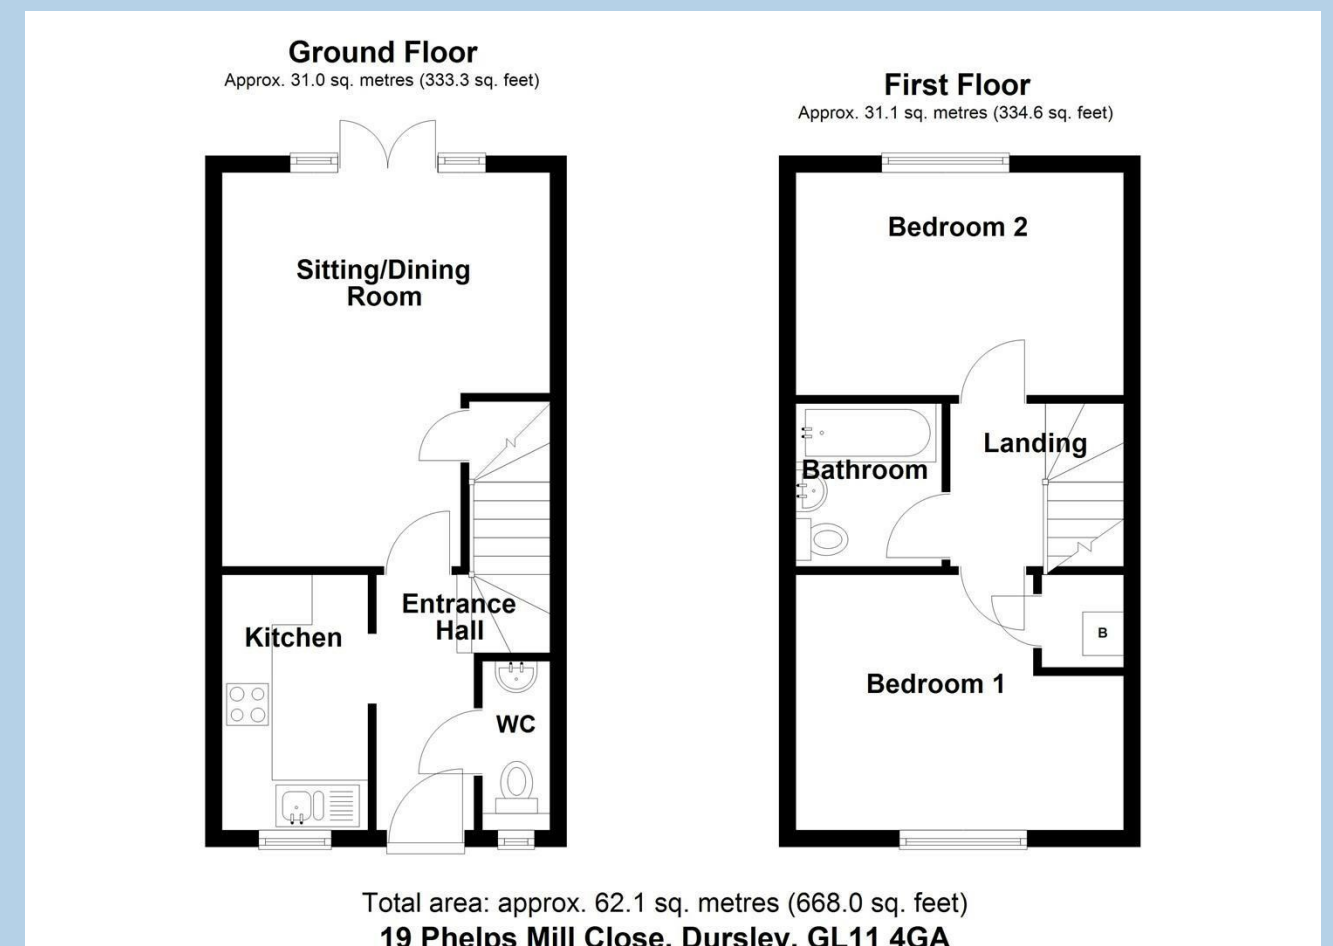 Ground Floor
Approx. 31.0 sq. metres (333.3 sq. feet)
Sitting/Dining
Room
Kitchen
Entrance
Hall
WC
First Floor
Approx. 31.1 sq. metres (334.6 sq. feet)
Bedroom 2
Landing
Bathroom
B
Bedroom 1
Total area: approx. 62.1 sq. metres (668.0 sq. feet)
19 Phelps Mill Close, Dursley, GL11 4GA